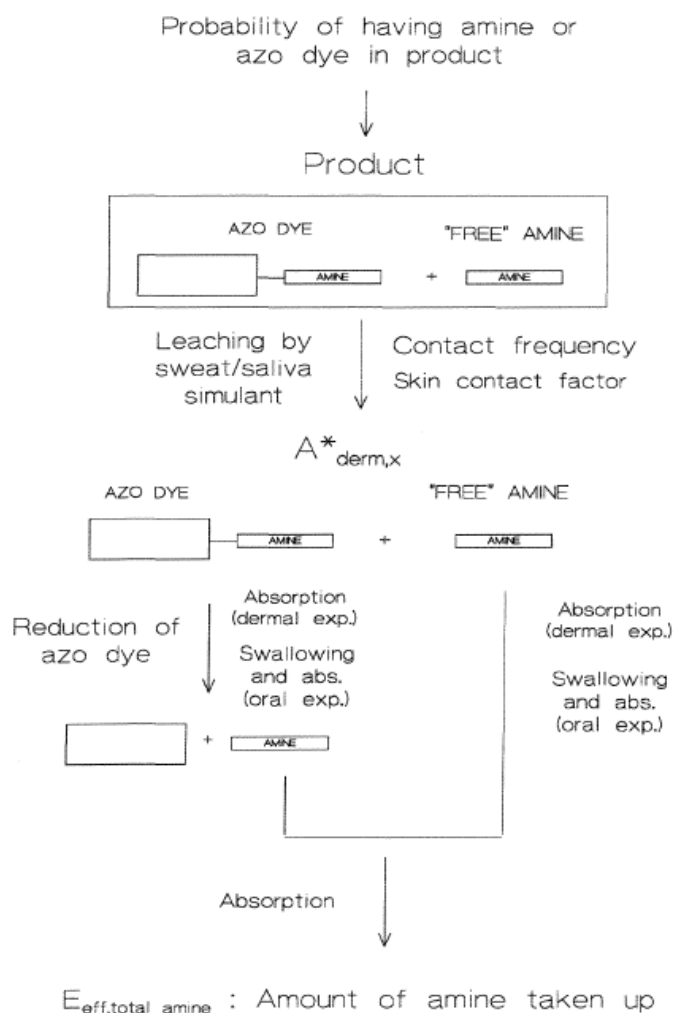 Probability of having amine or
azo dye in product
Product
AZO DYE
"FREE" AMINE
AMINE
+
AMINE
Leaching by
sweat/saliva
simulant
Contact frequency
Skin contact factor
A*derm,x
AZO DYE
"FREE" AMINE
AMINE
+
AMINE
Reduction of
azo dye
Absorption
(dermal exp.)
Swallowing
and abs.
(oral exp.)
Absorption
(dermal exp.)
Swallowing
and abs.
(oral exp.)
+
AMINE
Absorption
Eeff.total amine : Amount of amine taken up